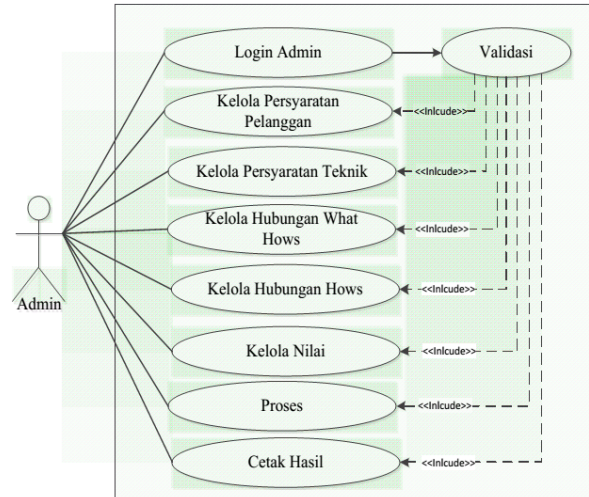 Login Admin
Validasi
Kelola Persyaratan
Pelanggan
<<Inlcude>>
Kelola Persyaratan Teknik
<<Inlcude>>
Kelola Hubungan What
Hows
<<Inlcude>>
Kelola Hubungan Hows
<<Inlcude>>
Admin
Kelola Nilai
<<Inlcude>>
Proses
<<Inlcude>>
Cetak Hasil
<<Inlcude>>